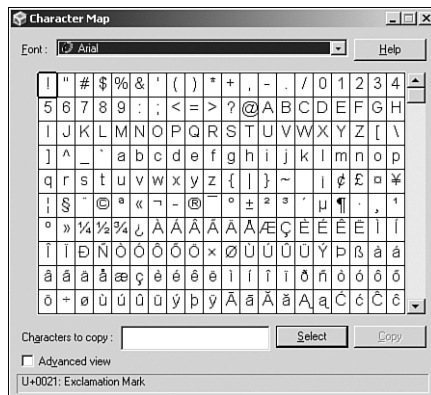 Character Map
Font : Arial Help
! " # $ % & ' ( ) * + , - . / 0 1 2 3 4
5 6 7 8 9 : ; < = > ? @ A B C D E F G H
I J K L M N O P Q R S T U V W X Y Z [ \
] ^ _ ` a b c d e f g h i j k l m n o p
q r s t u v w x y z { | } ~ ¡ ¢ £ ¤ ¥
¦ § ¨ © ª « ¬ - ® ¯ ° ± ² ³ ´ µ ¶ · ¸ ¹
º » ¼ ½ ¾ ¿ À Á Â Ã Ä Å Æ Ç È É Ê Ë Ì Í
Î Ï Ð Ñ Ò Ó Ô Õ Ö × Ø Ù Ú Û Ü Ý Þ ß à á
â ã ä å æ ç è é ê ë ì í î ï ð ñ ò ó ô õ
ö ÷ ø ù ú û ü ý þ ÿ Ā ā Ă ă Ą ą Ć ć Ĉ ĉ
Characters to copy : Select Copy
Advanced view
U+0021: Exclamation Mark